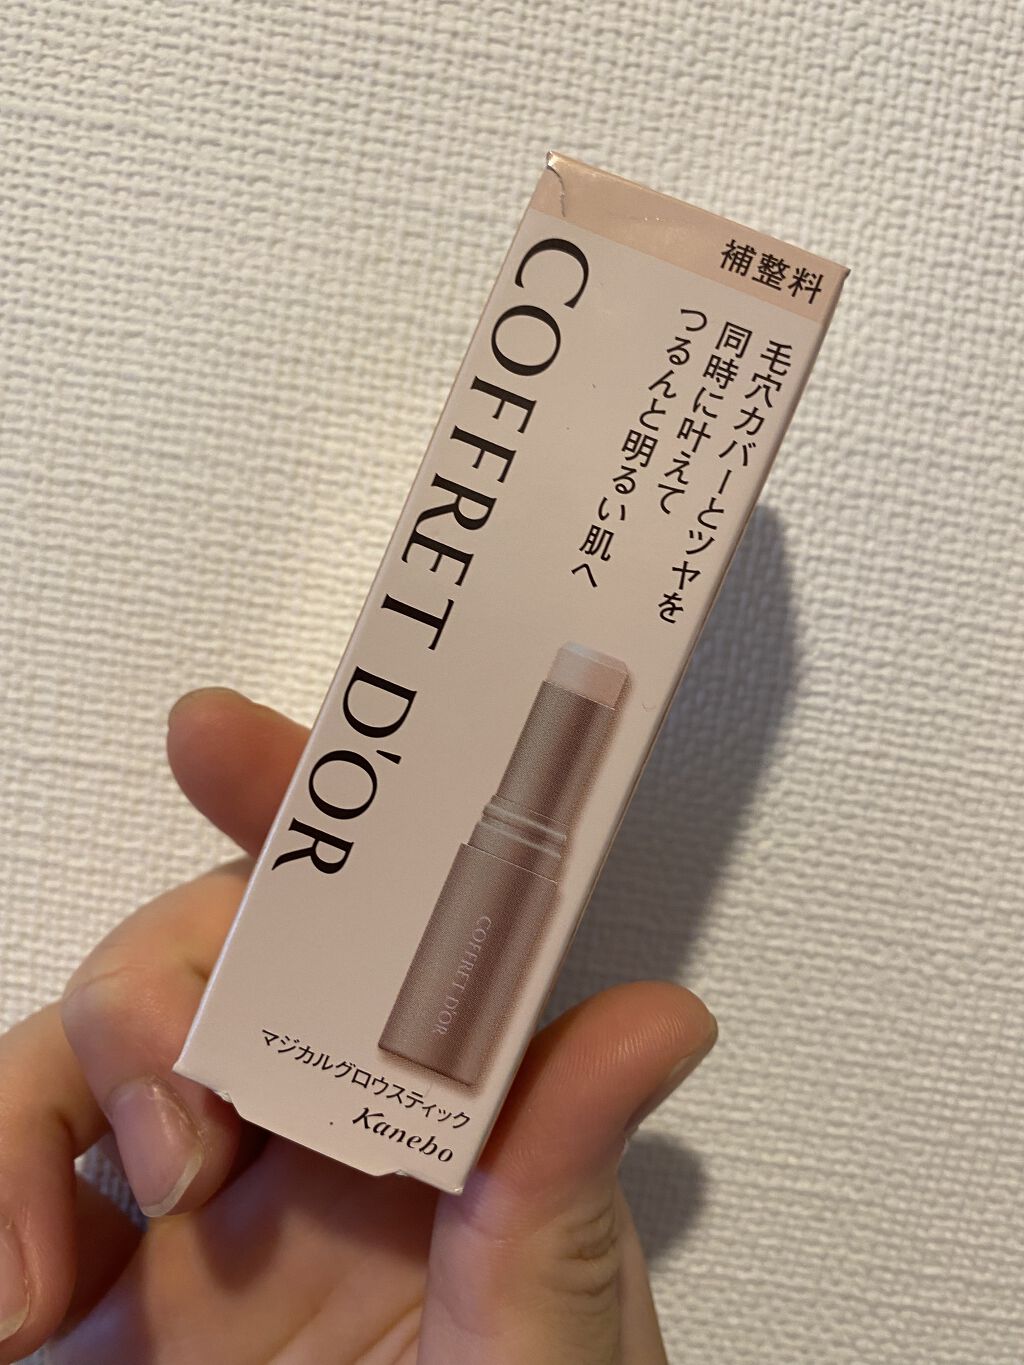 補整料
毛穴カバーとツヤを
同時に叶えて
つるんと明るい肌へ
COFFRET D'OR
COFFRET D'OR
マジカルグロウスティック
Kanebo